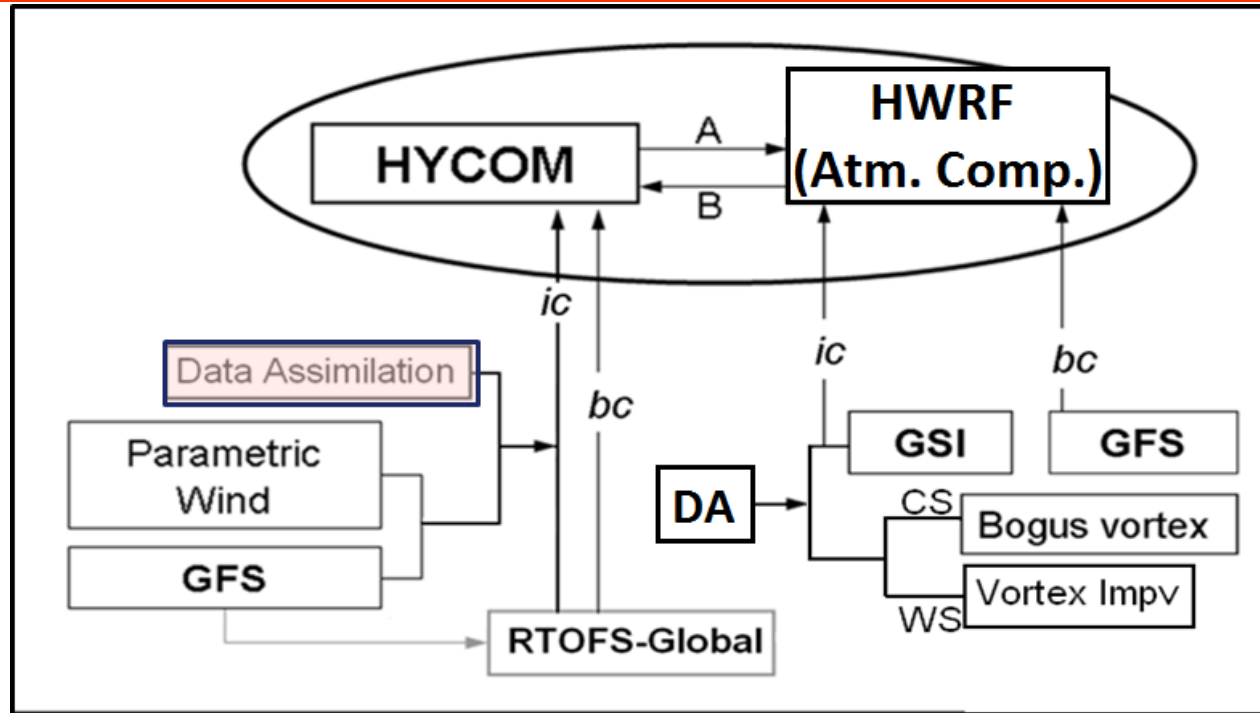 HYCOM
A
B
HWRF
(Atm. Comp.)
ic
bc
ic
bc
Data Assimilation
Parametric
Wind
GFS
RTOFS-Global
DA
GSI
GFS
CS
Bogus vortex
WS
Vortex Impv